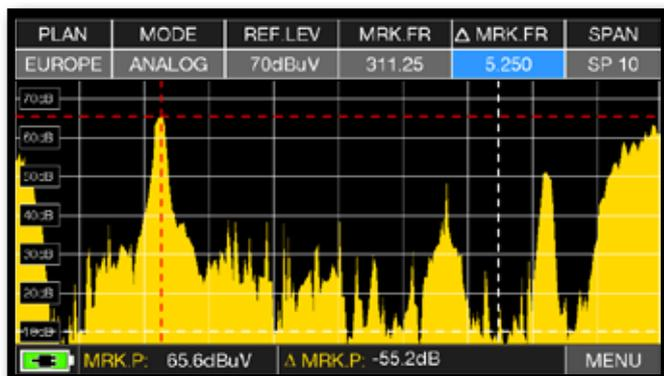 PLAN MODE REF.LEV MRK.FR Δ MRK.FR SPAN
EUROPE ANALOG 70dBuV 311.25 5.250 SP 10
70dB
60dB
50dB
40dB
30dB
20dB
10dB
MRK.P: 65.6dBuV Δ MRK.P: -55.2dB MENU